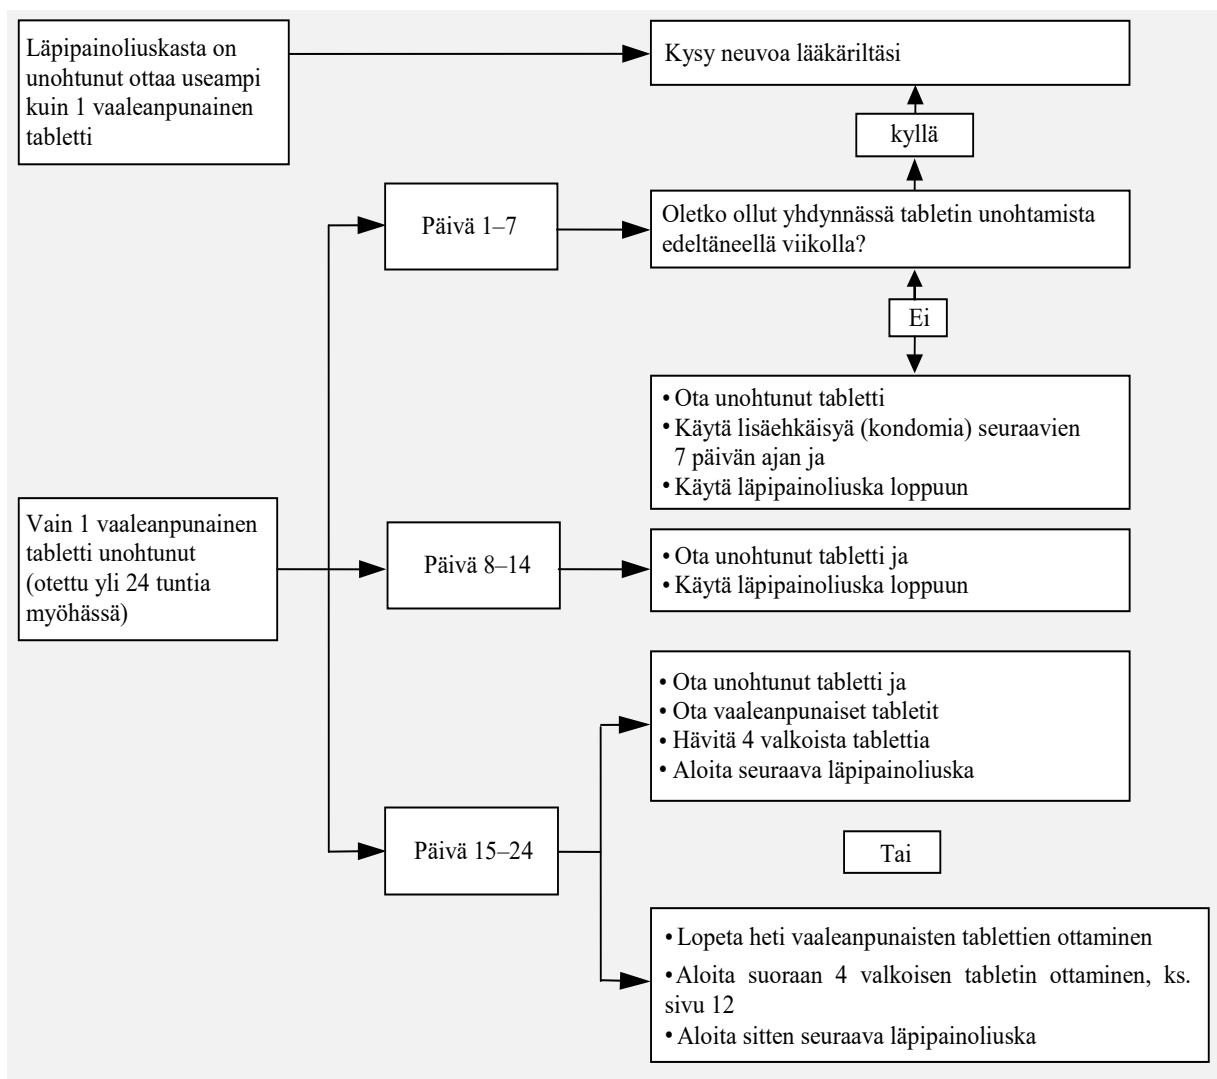 Läpipainoliuskasta on
unohtunut ottaa useampi
kuin 1 vaaleanpunainen
tabletti
Kysy neuvoa lääkäriltäsi
kyllä
Päivä 1–7
Oletko ollut yhdynnässä tabletin unohtamista
edeltäneellä viikolla?
Ei
• Ota unohtunut tabletti
• Käytä lisäehkäisyä (kondomia) seuraavien
7 päivän ajan ja
• Käytä läpipainoliuska loppuun
Vain 1 vaaleanpunainen
tabletti unohtunut
(otettu yli 24 tuntia
myöhässä)
Päivä 8–14
• Ota unohtunut tabletti ja
• Käytä läpipainoliuska loppuun
Päivä 15–24
• Ota unohtunut tabletti ja
• Ota vaaleanpunaiset tabletit
• Hävitä 4 valkoista tablettia
• Aloita seuraava läpipainoliuska
Tai
• Lopeta heti vaaleanpunaisten tablettien ottaminen
• Aloita suoraan 4 valkoisen tabletin ottaminen, ks.
sivu 12
• Aloita sitten seuraava läpipainoliuska